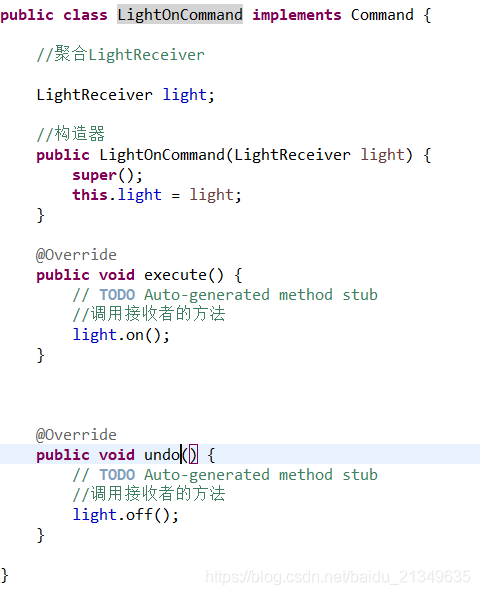 public class LightOnCommand implements Command {
//聚合LightReceiver
LightReceiver light;
//构造器
public LightOnCommand(LightReceiver light) {
super();
this.light = light;
}
@Override
public void execute() {
// TODO Auto-generated method stub
//调用接收者的方法
light.on();
}
@Override
public void undo() {
// TODO Auto-generated method stub
//调用接收者的方法
light.off();
}
}
https://blog.csdn.net/baidu_21349635